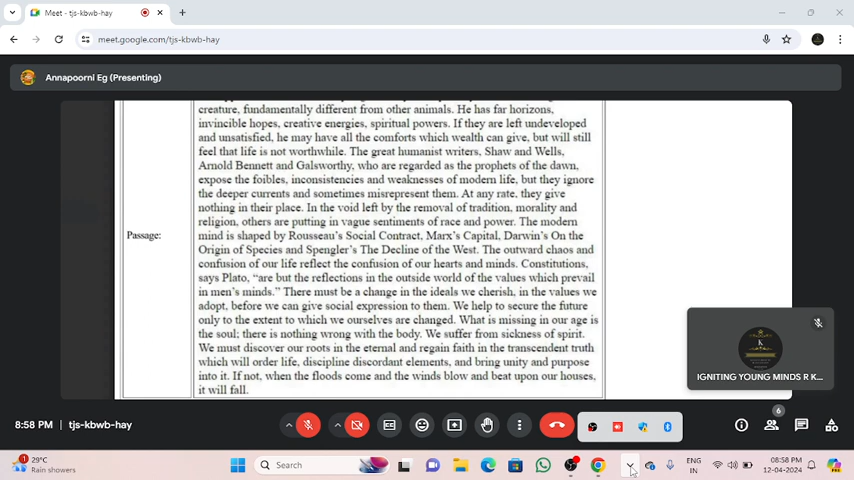 Meet - tjs-kbwb-hay
meet.google.com/tjs-kbwb-hay
Annapoorni Eg (Presenting)
creature, fundamentally different from other animals. He has far horizons,
invincible hopes, creative energies, spiritual powers. If they are left undeveloped
and unsatisfied, he may have all the comforts which wealth can give, but will still
feel that life is not worthwhile. The great humanist writers, Shaw and Wells,
Arnold Bennett and Galsworthy, who are regarded as the prophets of the dawn,
expose the foibles, inconsistencies and weaknesses of modern life, but they ignore
the deeper currents and sometimes misrepresent them. At any rate, they give
nothing in their place. In the void left by the removal of tradition, morality and
religion, others are putting in vague sentiments of race and power. The modern
Passage:
mind is shaped by Rousseau's Social Contract, Marx's Capital, Darwin's On the
Origin of Species and Spengler's The Decline of the West. The outward chaos and
confusion of our life reflect the confusion of our hearts and minds. Constitutions,
says Plato, "are but the reflections in the outside world of the values which prevail
in men's minds." There must be a change in the ideals we cherish, in the values we
adopt, before we can give social expression to them. We help to secure the future
only to the extent to which we ourselves are changed. What is missing in our age is
the soul; there is nothing wrong with the body. We suffer from sickness of spirit.
We must discover our roots in the eternal and regain faith in the transcendent truth
which will order life, discipline discordant elements, and bring unity and purpose
into it. If not, when the floods come and the winds blow and beat upon our houses,
it will fall.
K
IGNITING YOUNG MINDS R K...
8:58 PM | tjs-kbwb-hay
6
29°C
Rain showers
Search
ENG
IN
08:58 PM
12-04-2024